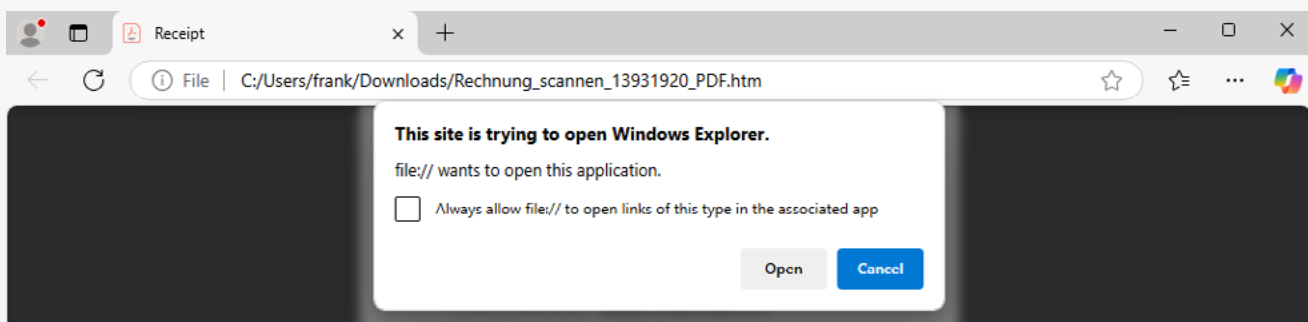 Receipt
File
C:/Users/frank/Downloads/Rechnung_scannen_13931920_PDF.htm
This site is trying to open Windows Explorer.
file:// wants to open this application.
Always allow file:// to open links of this type in the associated app
Open
Cancel